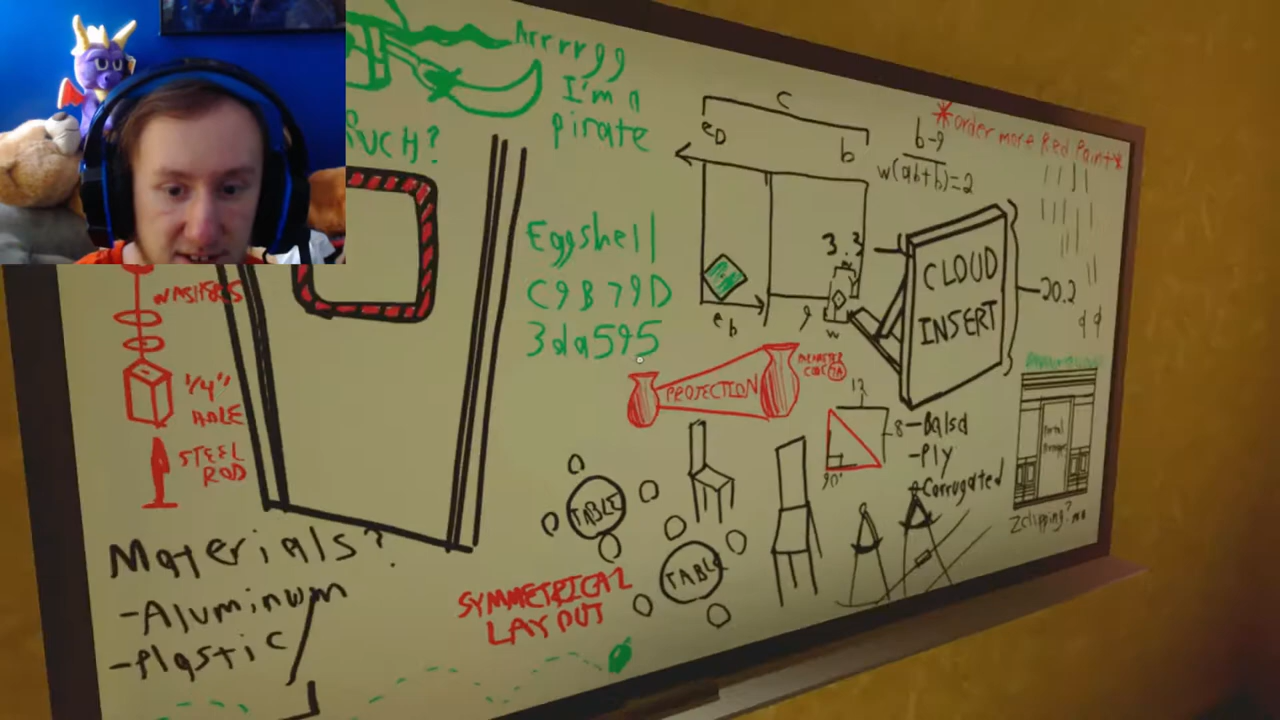 Arrrrgg
I'm a
pirate
Eggshell
C9B79D
3da595
C
b
b-9
w(ab+b)=2
*order more Red Paint*
3.3
CLOUD
INSERT
20.2
eb
9
w
PROJECTION
12
8
90°
-Balsa
-Ply
-Corrugated
WASHERS
1/4"
HOLE
STEEL
ROD
TABLE
TABLE
SYMMETRICAL
LAYOUT
Materials?
-Aluminum
-Plastic